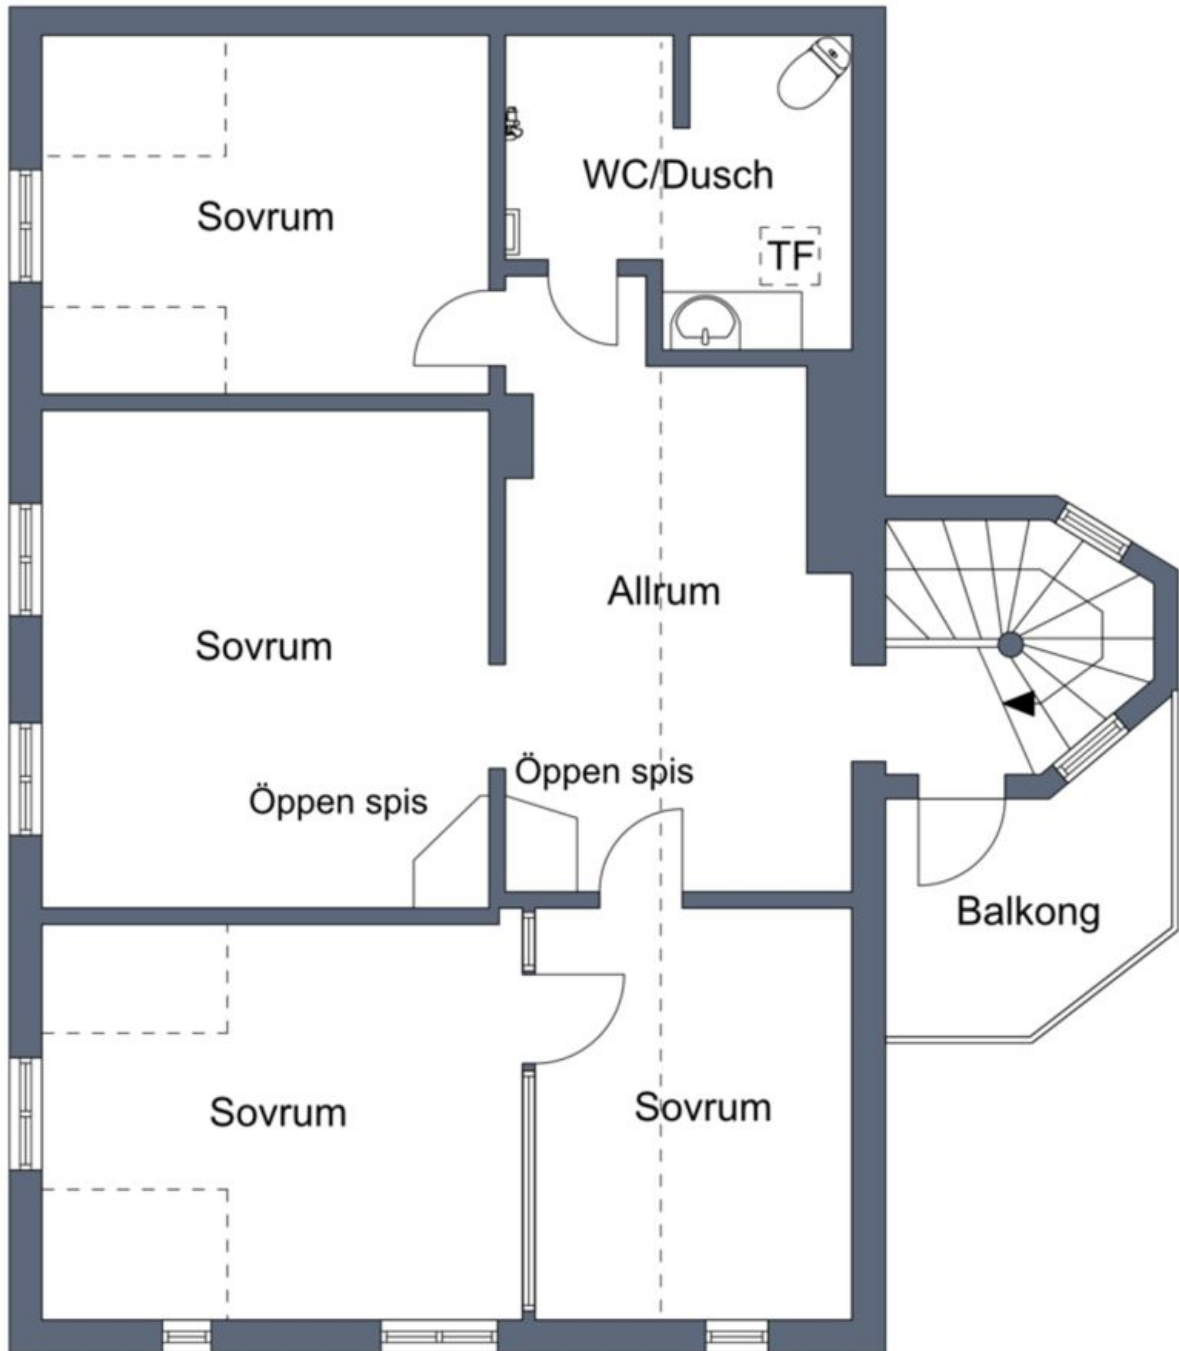 WC/Dusch
Sovrum
TF
Allrum
Sovrum
Öppen spis
Öppen spis
Balkong
Sovrum
Sovrum